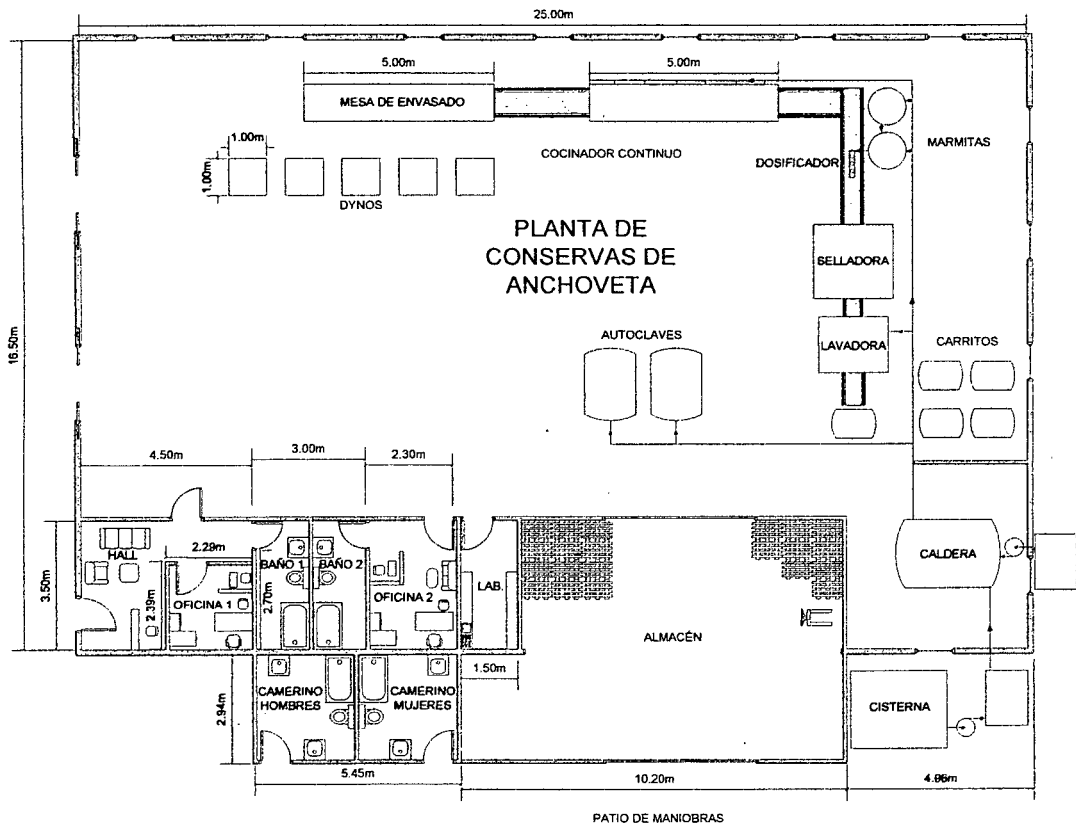 25.00m
5.00m
5.00m
MESA DE ENVASADO
1.00m
1.00m
COCINADOR CONTINUO
DOSIFICADOR
MARMITAS
DYNOS
PLANTA DE
CONSERVAS DE
ANCHOVETA
SELLADORA
16.50m
AUTOCLAVES
LAVADORA
CARRITOS
4.50m
3.00m
2.30m
HALL
2.29m
BAÑO 1
BAÑO 2
3.50m
2.39m
OFICINA 1
2.70m
OFICINA 2
LAB.
CALDERA
ALMACÉN
1.50m
2.94m
CAMERINO
HOMBRES
CAMERINO
MUJERES
CISTERNA
5.45m
10.20m
4.96m
PATIO DE MANIOBRAS